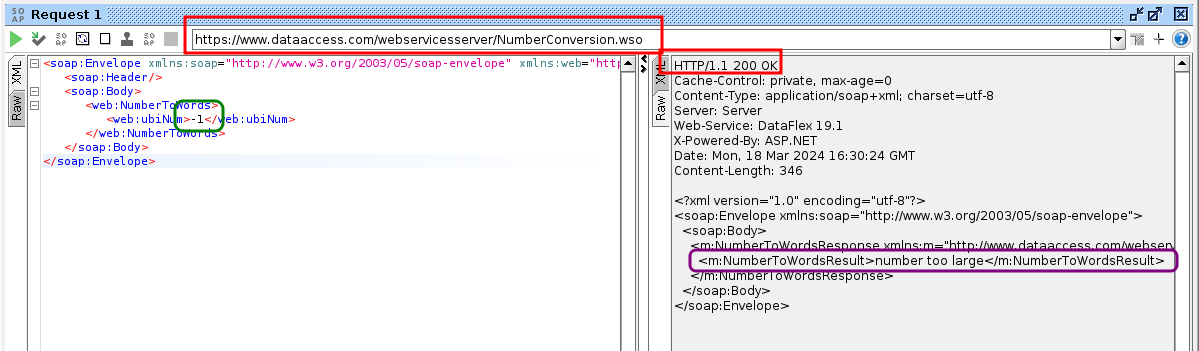 SO AP Request 1
https://www.dataaccess.com/webservicesserver/NumberConversion.wso
XML
Raw
<soap:Envelope xmlns:soap="http://www.w3.org/2003/05/soap-envelope" xmlns:web="http
<soap:Header/>
<soap:Body>
<web:NumberToWords>
<web:ubiNum>-1</web:ubiNum>
</web:NumberToWords>
</soap:Body>
</soap:Envelope>
XML
Raw
HTTP/1.1 200 OK
Cache-Control: private, max-age=0
Content-Type: application/soap+xml; charset=utf-8
Server: Server
Web-Service: DataFlex 19.1
X-Powered-By: ASP.NET
Date: Mon, 18 Mar 2024 16:30:24 GMT
Content-Length: 346
<?xml version="1.0" encoding="utf-8"?>
<soap:Envelope xmlns:soap="http://www.w3.org/2003/05/soap-envelope">
<soap:Body>
<m:NumberToWordsResponse xmlns:m="http://www.dataaccess.com/webserv
<m:NumberToWordsResult>number too large</m:NumberToWordsResult>
</m:NumberToWordsResponse>
</soap:Body>
</soap:Envelope>